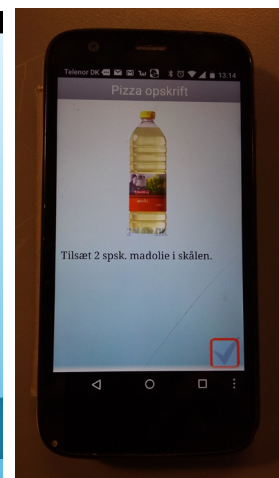 Telenor DK 13.14
Pizza opskrift
Tilsæt 2 spsk. madolie i skålen.